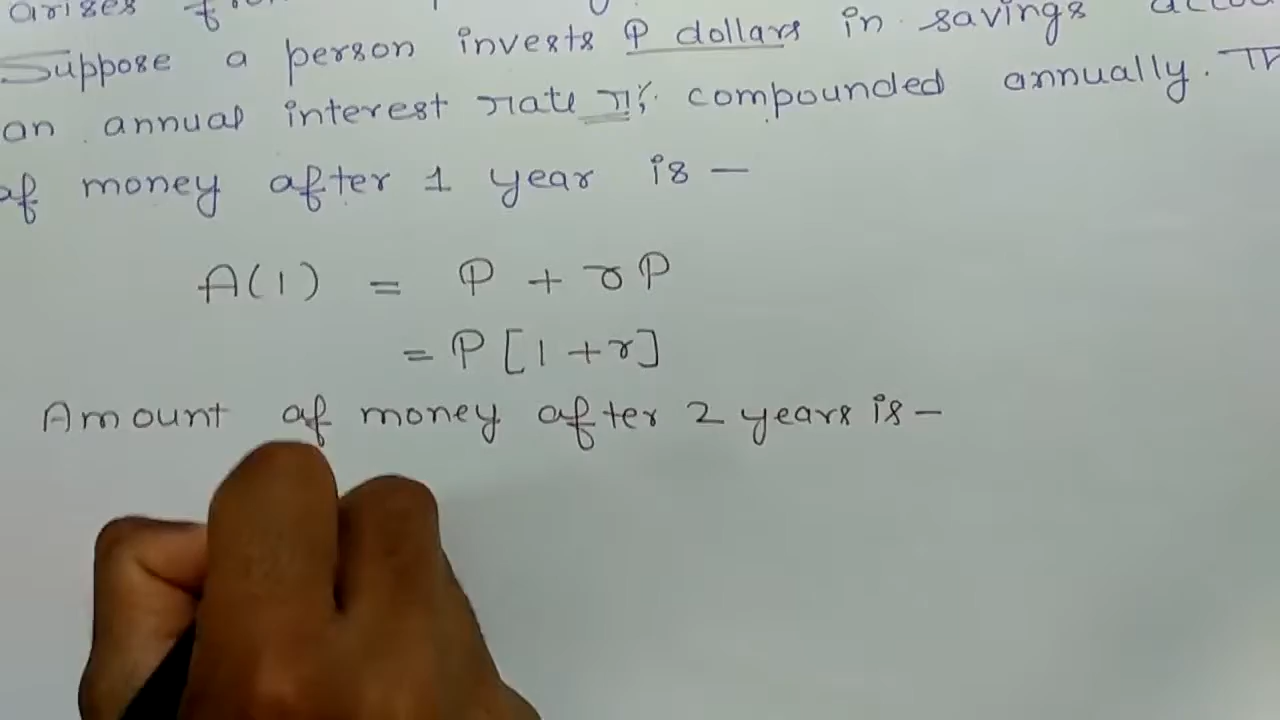 arises
Suppose a person invests P dollars in savings
an annual interest rate r% compounded annually.
of money after 1 year is —
A(1) = P + rP
= P[1+r]
Amount of money after 2 years is —